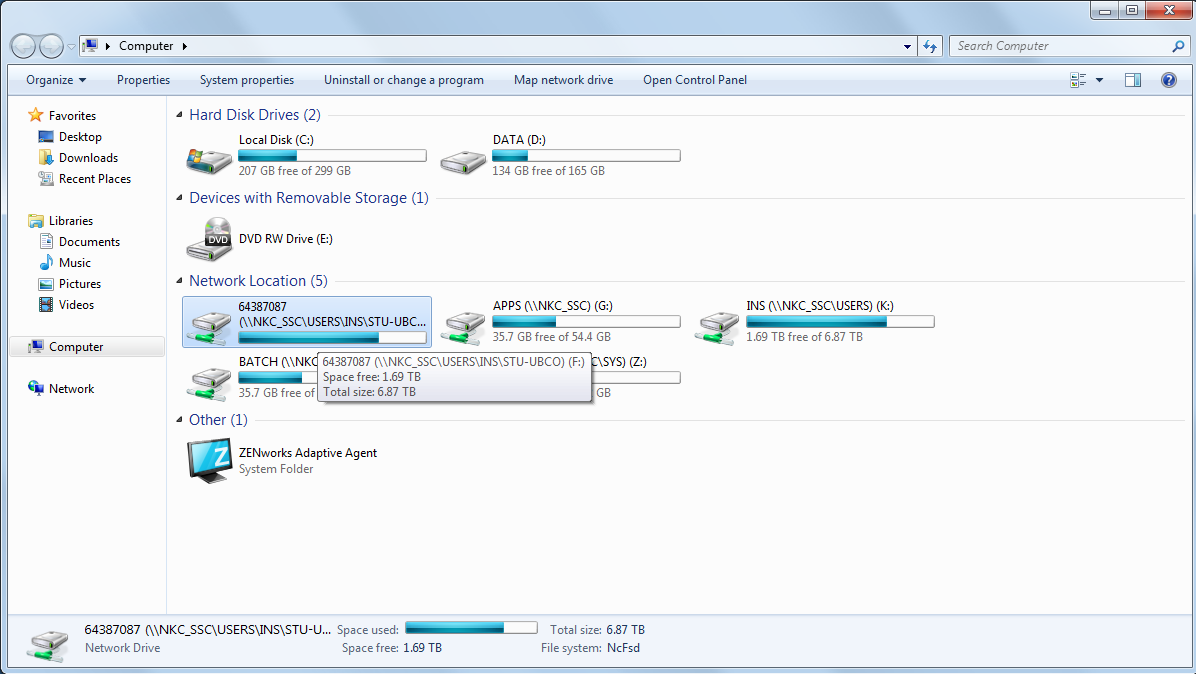 Computer
Search Computer
Organize Properties System properties Uninstall or change a program Map network drive Open Control Panel
Favorites
Desktop
Downloads
Recent Places
Libraries
Documents
Music
Pictures
Videos
Computer
Network
Hard Disk Drives (2)
Local Disk (C:)
207 GB free of 299 GB
DATA (D:)
134 GB free of 165 GB
Devices with Removable Storage (1)
DVD
DVD RW Drive (E:)
Network Location (5)
64387087
(\\NKC_SSC\USERS\INS\STU-UBC...
APPS (\\NKC_SSC) (G:)
35.7 GB free of 54.4 GB
INS (\\NKC_SSC\USERS) (K:)
1.69 TB free of 6.87 TB
BATCH (\\NKC
35.7 GB free of
C\SYS) (Z:)
GB
64387087 (\\NKC_SSC\USERS\INS\STU-UBCO) (F:)
Space free: 1.69 TB
Total size: 6.87 TB
Other (1)
Z
ZENworks Adaptive Agent
System Folder
64387087 (\\NKC_SSC\USERS\INS\STU-U... Space used: Total size: 6.87 TB
Network Drive Space free: 1.69 TB File system: NcFsd